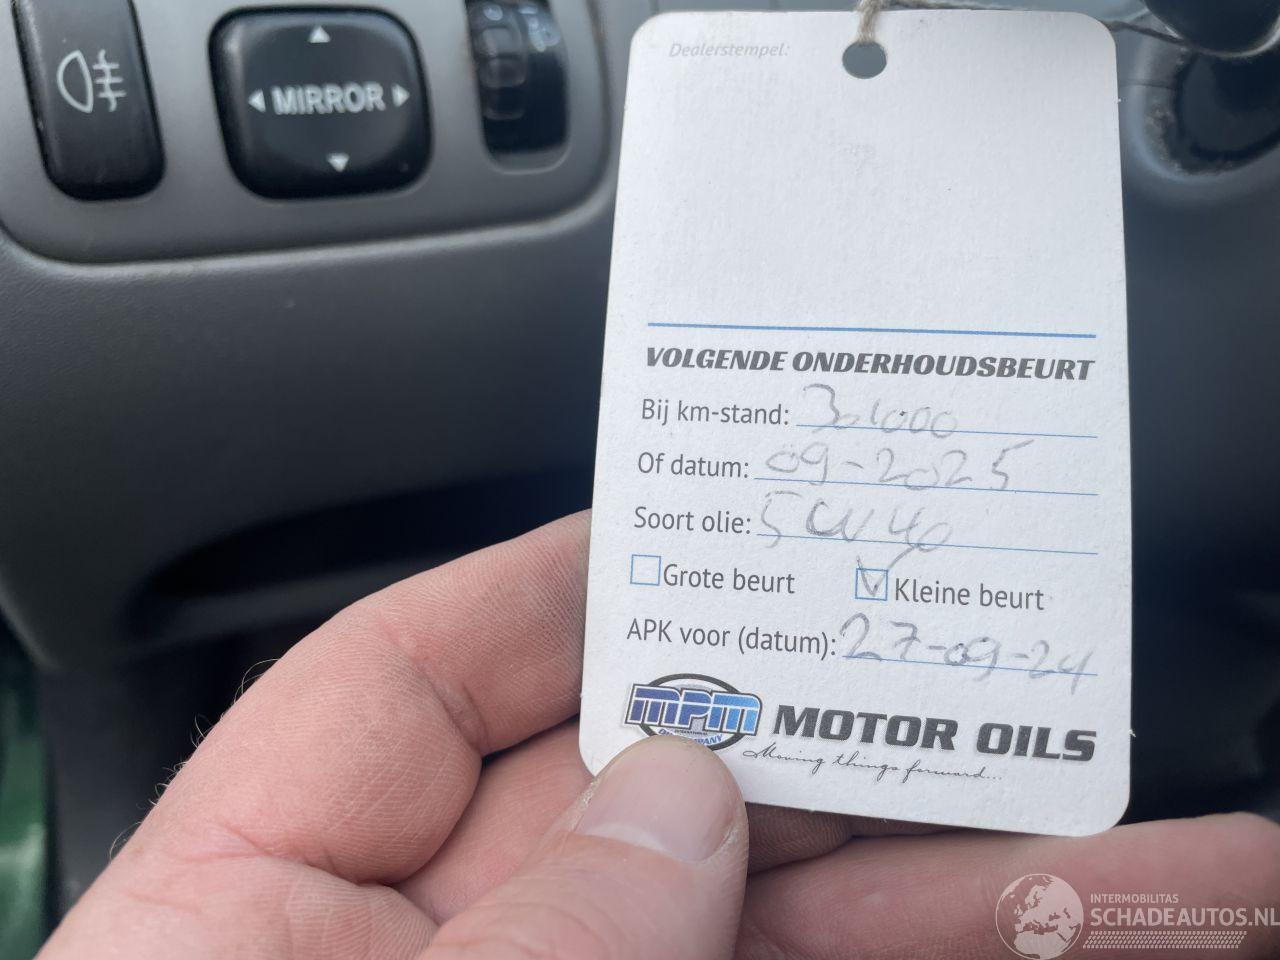 MIRROR
Dealerstempel:
VOLGENDE ONDERHOUDSBEURT
Bij km-stand: 301000
Of datum: 09-2025
Soort olie: 5W40
Grote beurt Kleine beurt
APK voor (datum): 27-09-24
MPM MOTOR OILS
Moving things forward...
INTERMOBILITAS
SCHADEAUTOS.NL